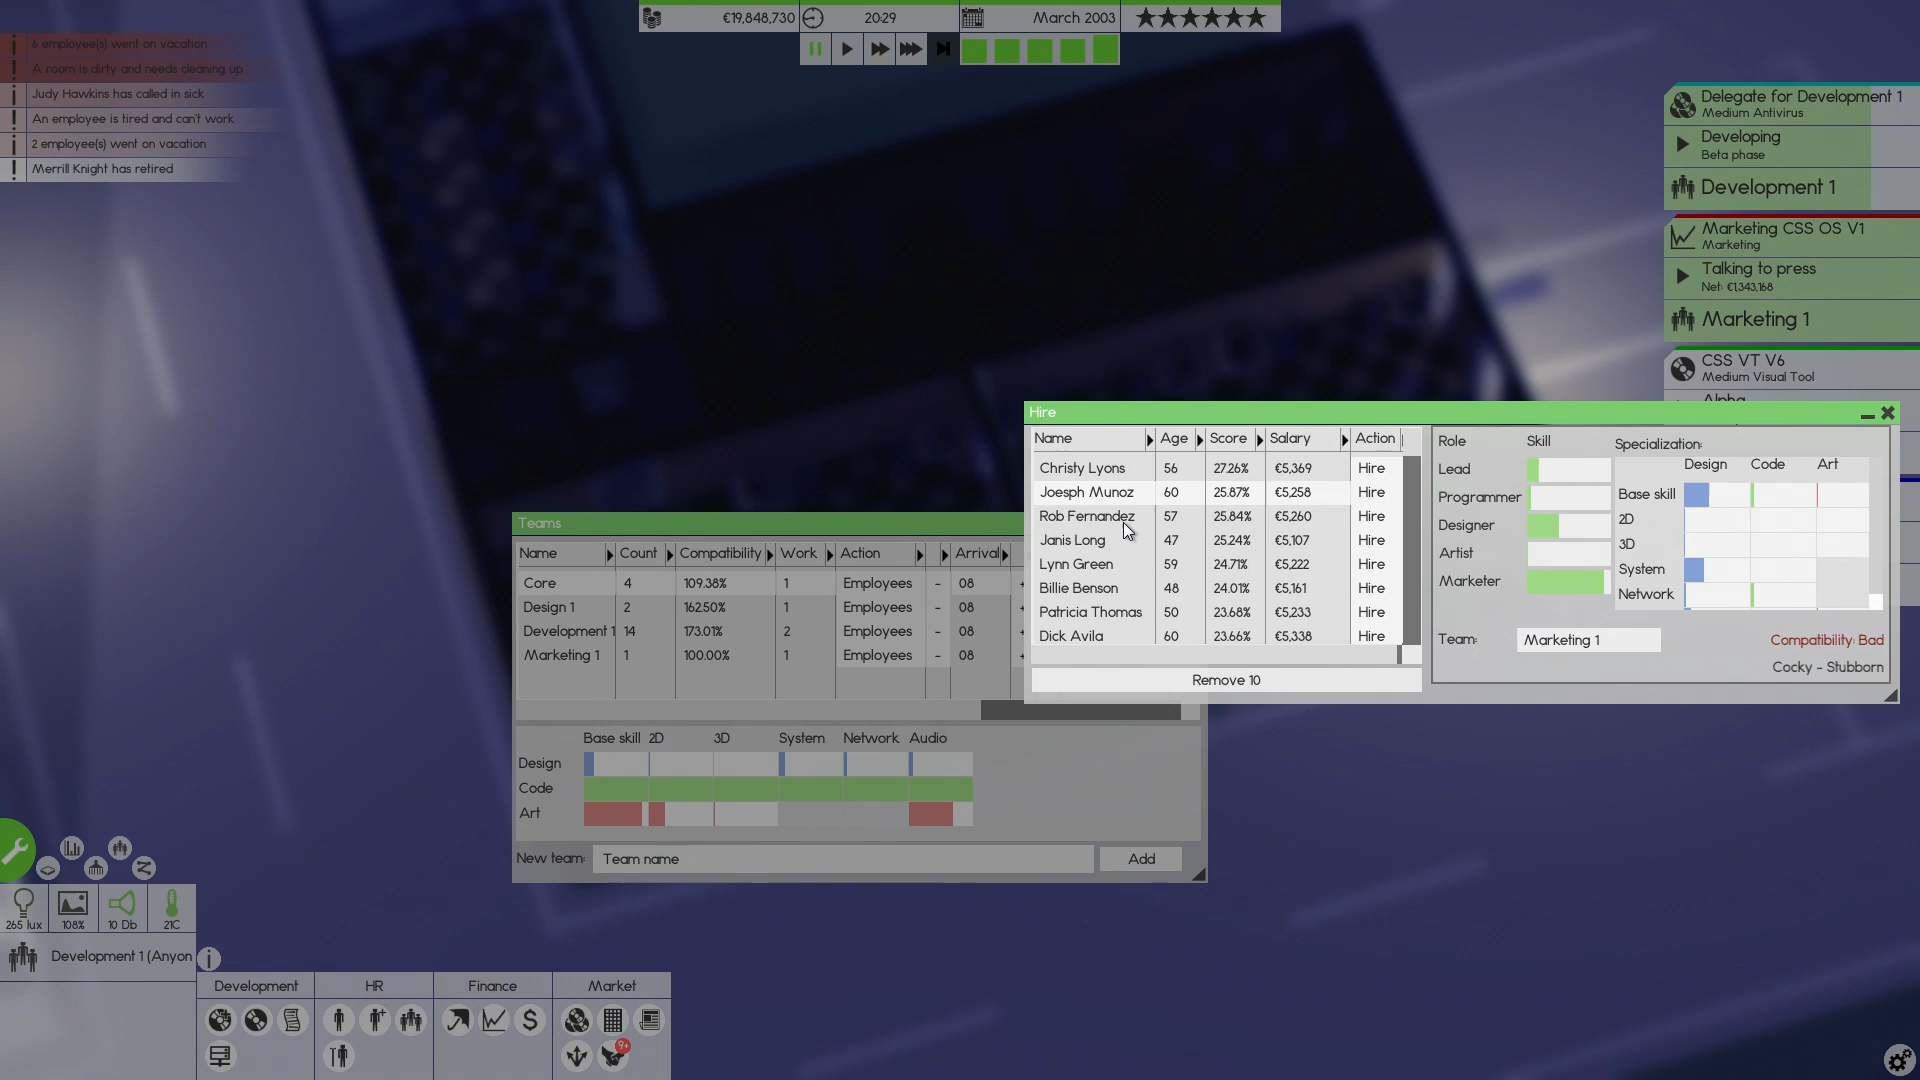 €19,848,730
20:29
March 2003
6 employee(s) went on vacation
A room is dirty and needs cleaning up
Judy Hawkins has called in sick
An employee is tired and can't work
2 employee(s) went on vacation
Merrill Knight has retired
Delegate for Development 1
Medium Antivirus
Developing
Beta phase
Development 1
Marketing CSS OS V1
Marketing
Talking to press
Net: €1,343,168
Marketing 1
CSS VT V6
Medium Visual Tool
Alpha
Hire
Name Age Score Salary Action
Christy Lyons 56 27.26% €5,369 Hire
Joesph Munoz 60 25.87% €5,258 Hire
Rob Fernandez 57 25.84% €5,260 Hire
Janis Long 47 25.24% €5,107 Hire
Lynn Green 59 24.71% €5,222 Hire
Billie Benson 48 24.01% €5,161 Hire
Patricia Thomas 50 23.68% €5,233 Hire
Dick Avila 60 23.66% €5,338 Hire
Remove 10
Role Skill
Lead
Programmer
Designer
Artist
Marketer
Specialization:
Design Code Art
Base skill
2D
3D
System
Network
Team: Marketing 1
Compatibility: Bad
Cocky - Stubborn
Teams
Name Count Compatibility Work Action Arrival
Core 4 109.38% 1 Employees - 08 +
Design 1 2 162.50% 1 Employees - 08 +
Development 1 14 173.01% 2 Employees - 08 +
Marketing 1 1 100.00% 1 Employees - 08 +
Base skill 2D 3D System Network Audio
Design
Code
Art
New team: Team name Add
265 lux 108% 10 Db 21C
Development 1 (Anyon
Development HR Finance Market
9+